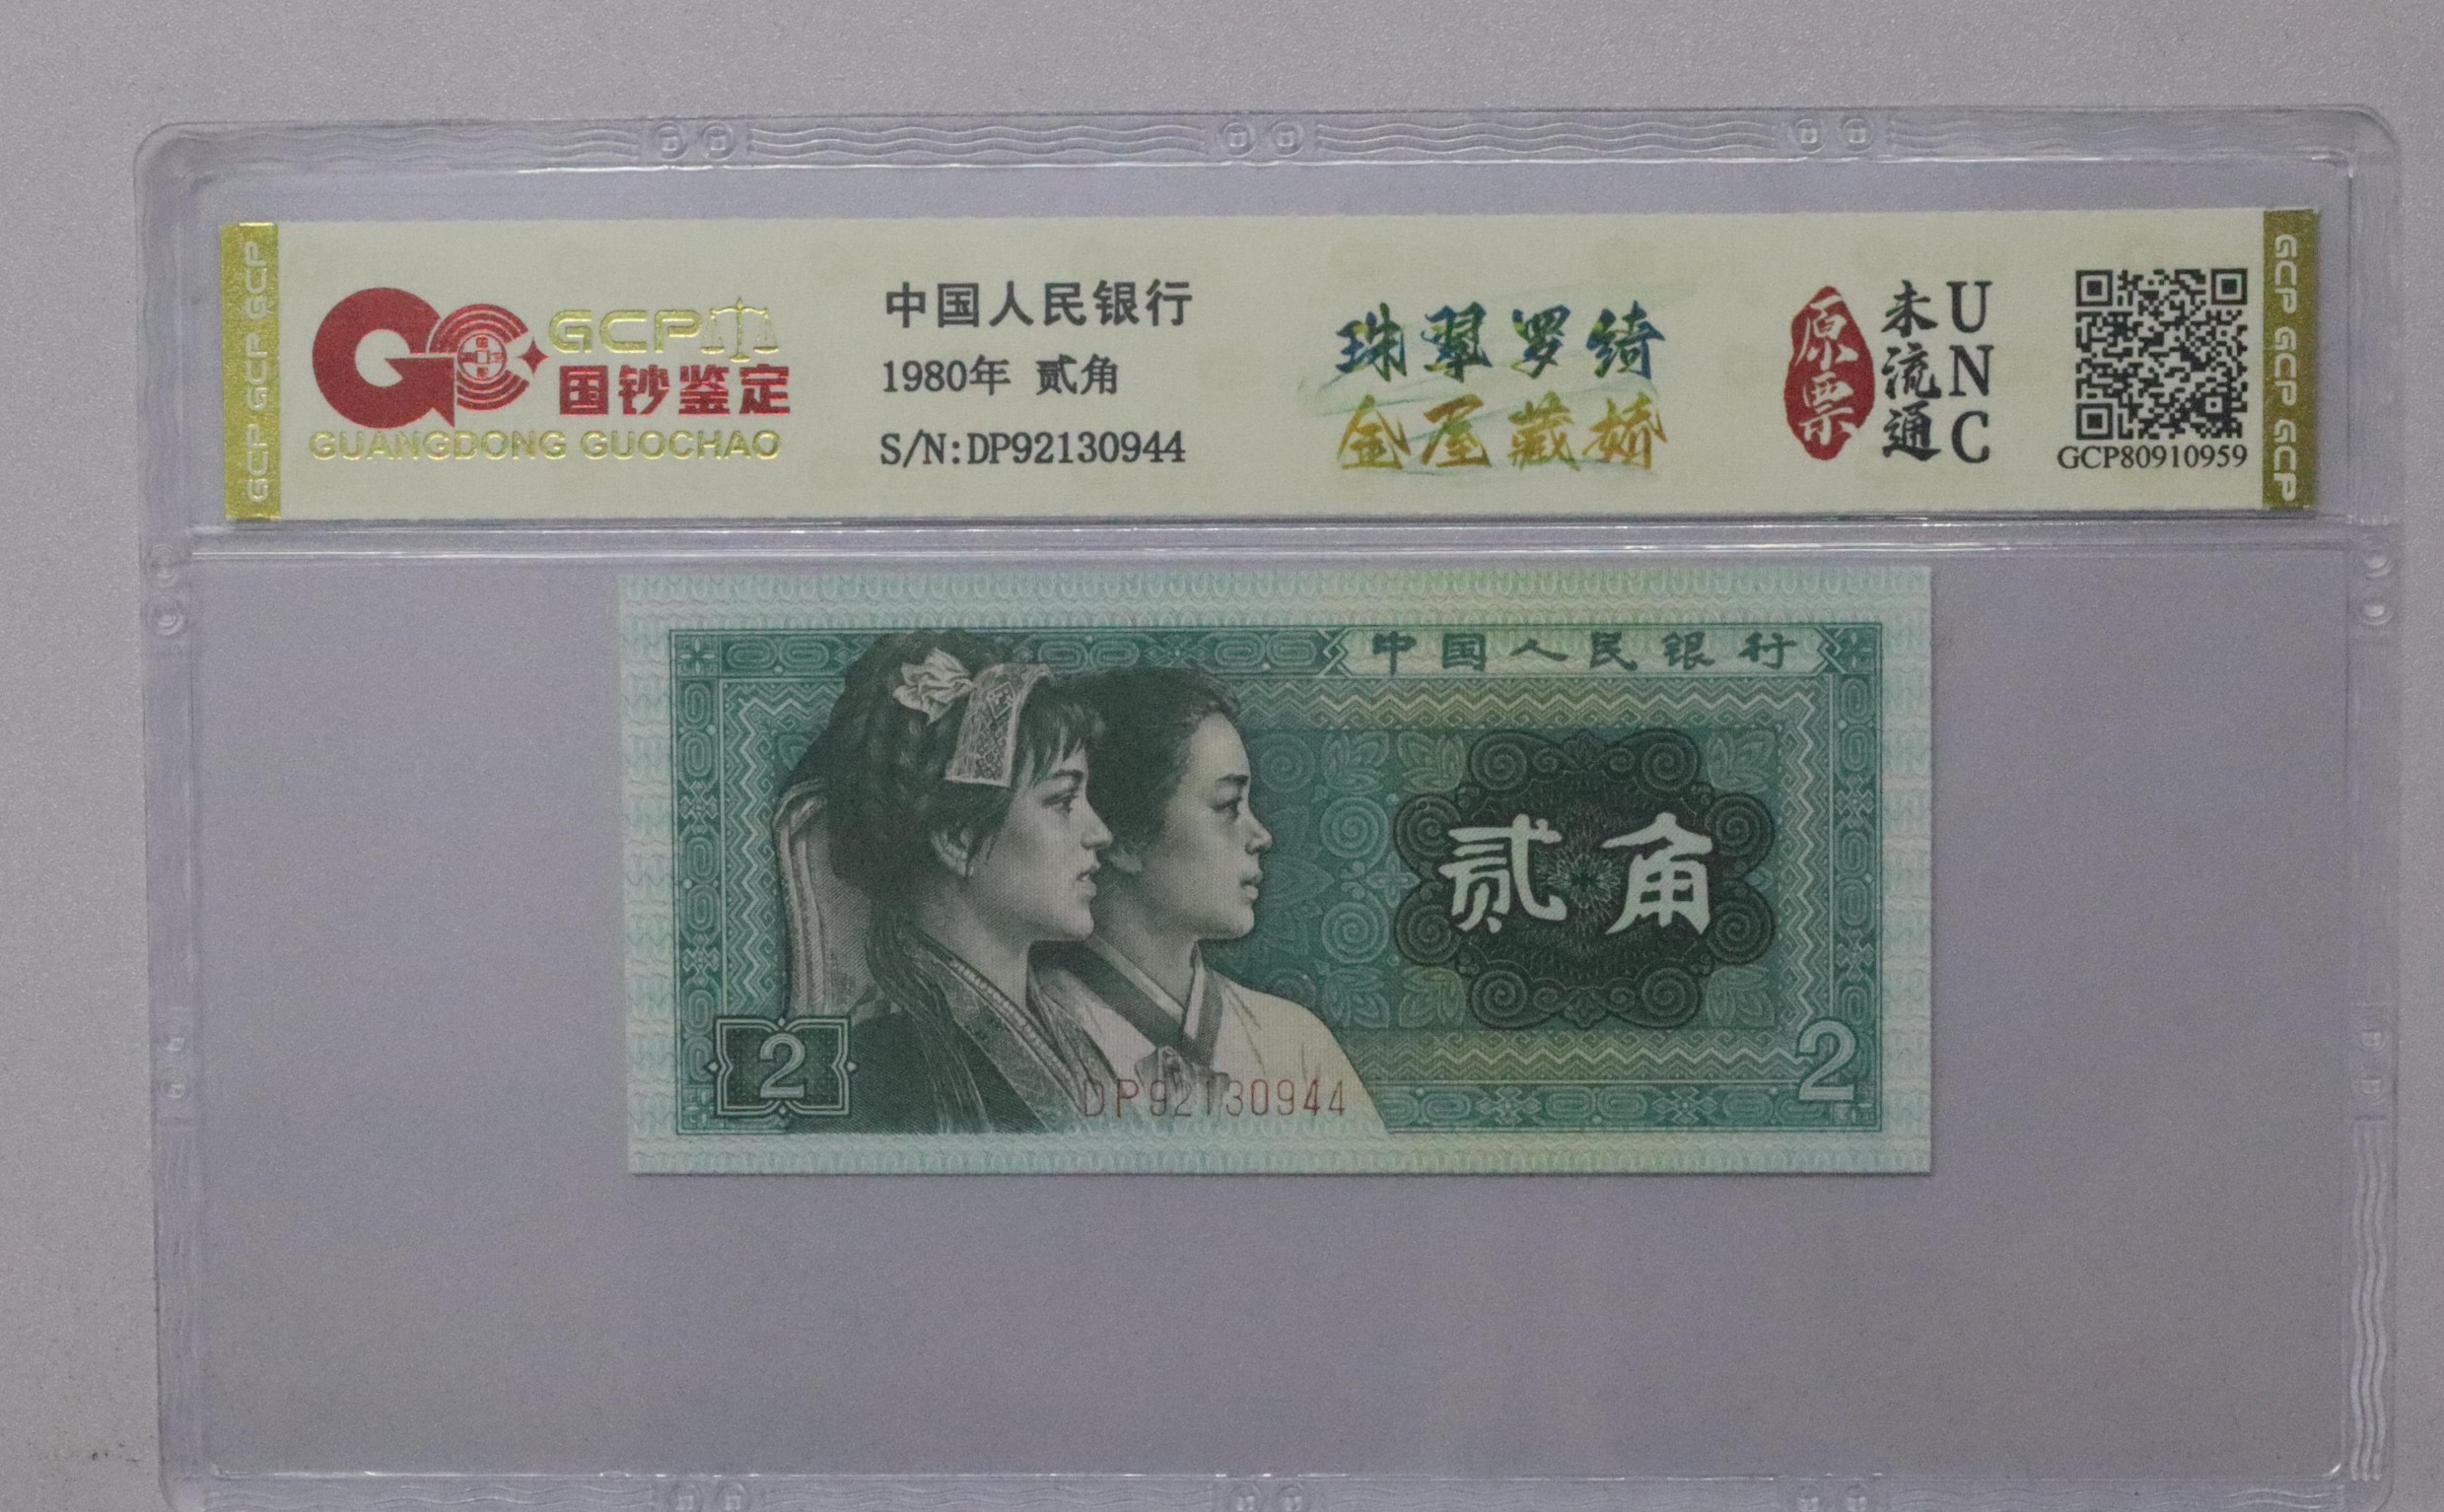 GCP GCP GCP
GCP
国钞鉴定
GUANGDONG GUOCHAO
中国人民银行
1980年 贰角
S/N:DP92130944
珠翠罗绮
金屋藏娇
原票
未流通
UNC
GCP80910959
GCP GCP GCP
中国人民银行
贰角
2
DP92130944
2